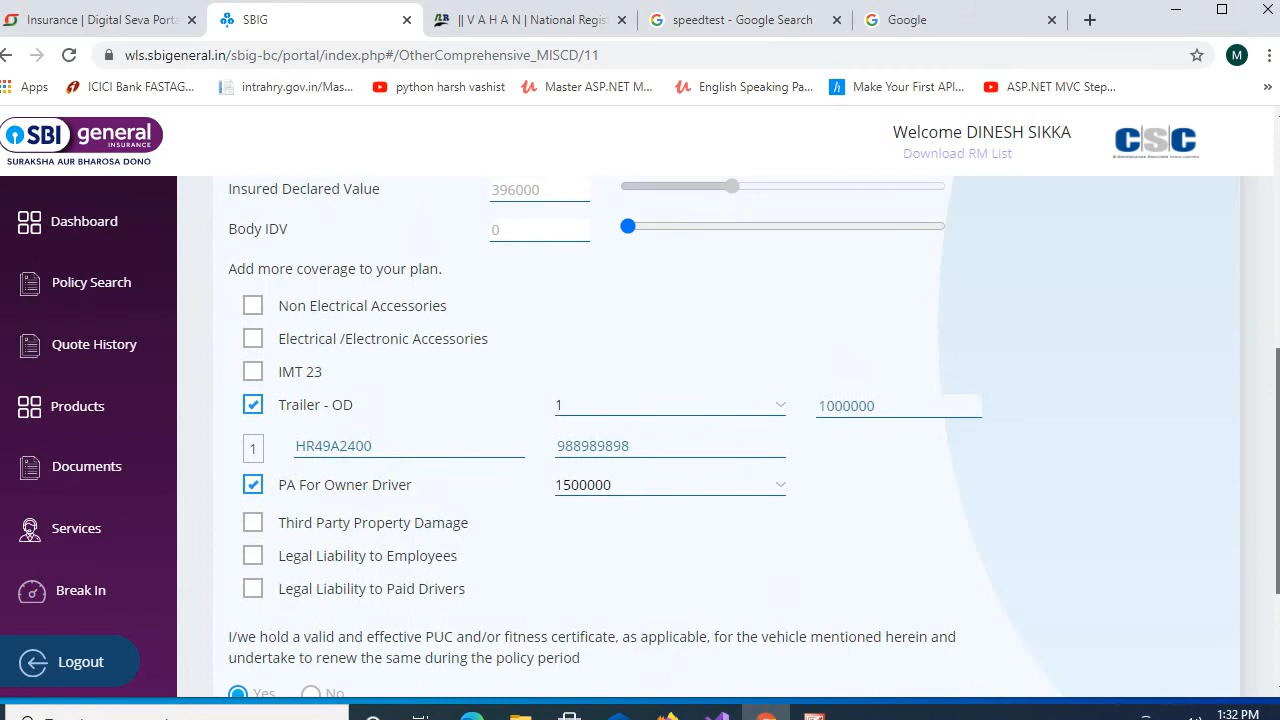 Insurance | Digital Seva Porta
SBIG
|| V A H A N | National Regis
speedtest - Google Search
Google
wls.sbigeneral.in/sbig-bc/portal/index.php#/OtherComprehensive_MISCD/11
M
Apps
ICICI Bank FASTAG...
intrahry.gov.in/Mas...
python harsh vashist
Master ASP.NET M...
English Speaking Pa...
Make Your First API...
ASP.NET MVC Step...
»
SBI general
INSURANCE
SURAKSHA AUR BHAROSA DONO
Welcome DINESH SIKKA
Download RM List
CSC
Dashboard
Policy Search
Quote History
Products
Documents
Services
Break In
Logout
Insured Declared Value 396000
Body IDV 0
Add more coverage to your plan.
Non Electrical Accessories
Electrical /Electronic Accessories
IMT 23
Trailer - OD 1 1000000
1 HR49A2400 988989898
PA For Owner Driver 1500000
Third Party Property Damage
Legal Liability to Employees
Legal Liability to Paid Drivers
I/we hold a valid and effective PUC and/or fitness certificate, as applicable, for the vehicle mentioned herein and
undertake to renew the same during the policy period
Yes No
1:32 PM